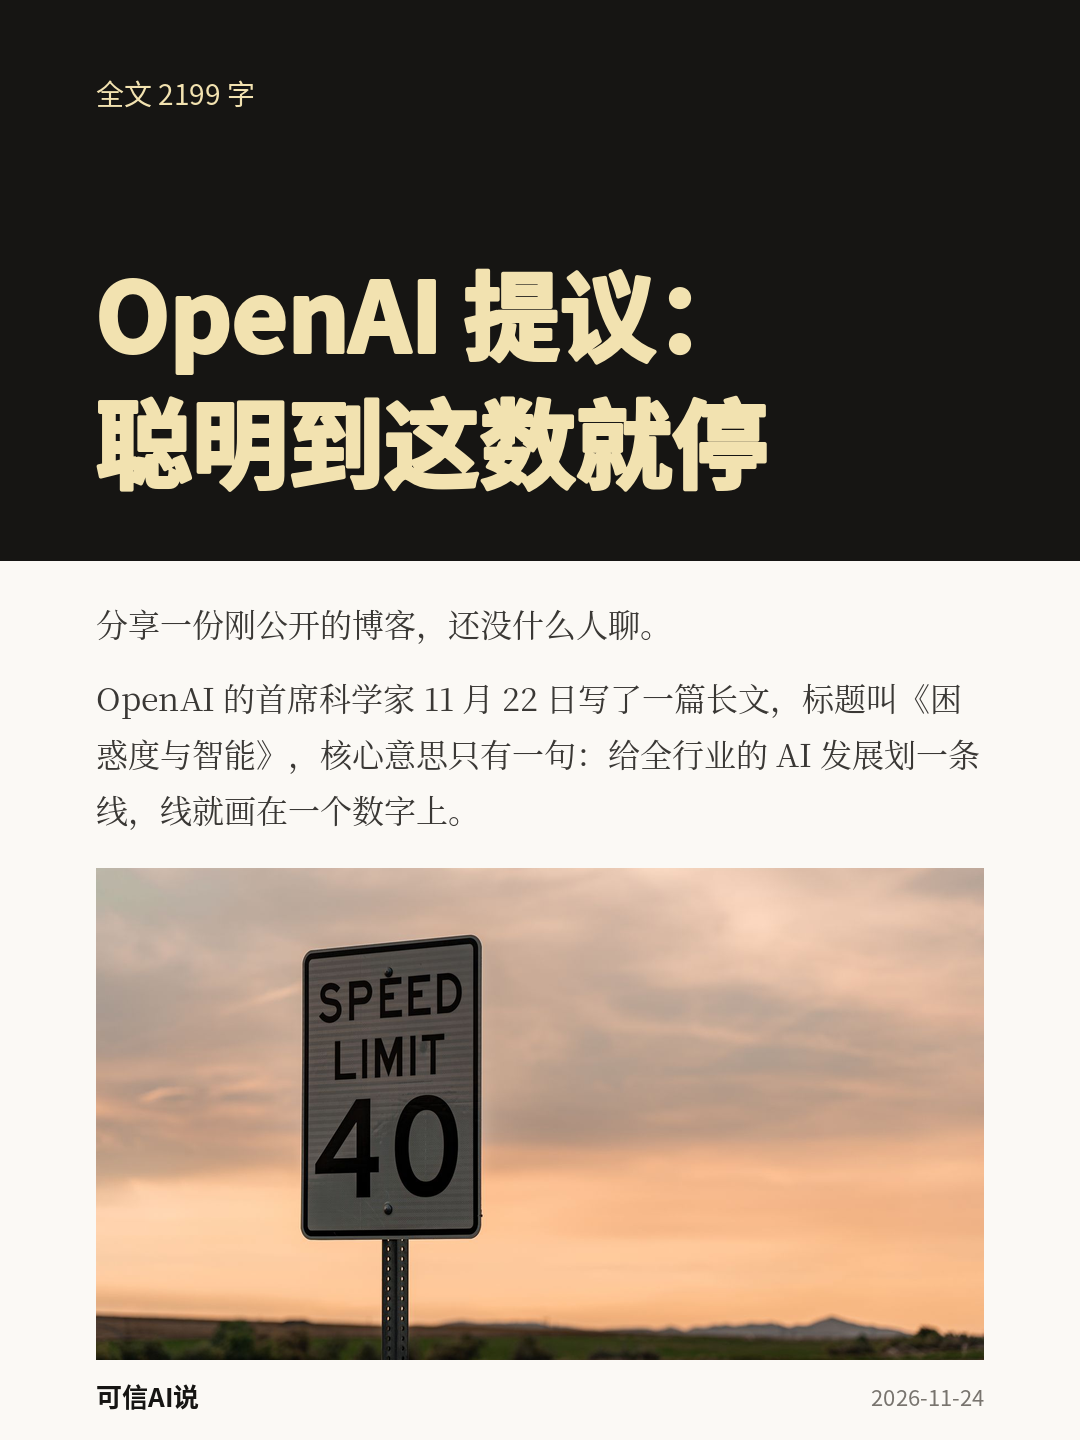 全文 2199 字
OpenAI 提议：
聪明到这数就停
分享一份刚公开的博客，还没什么人聊。
OpenAI 的首席科学家 11 月 22 日写了一篇长文，标题叫《困
惑度与智能》，核心意思只有一句：给全行业的 AI 发展划一条
线，线就画在一个数字上。
SPEED
LIMIT
40
可信AI说
2026-11-24